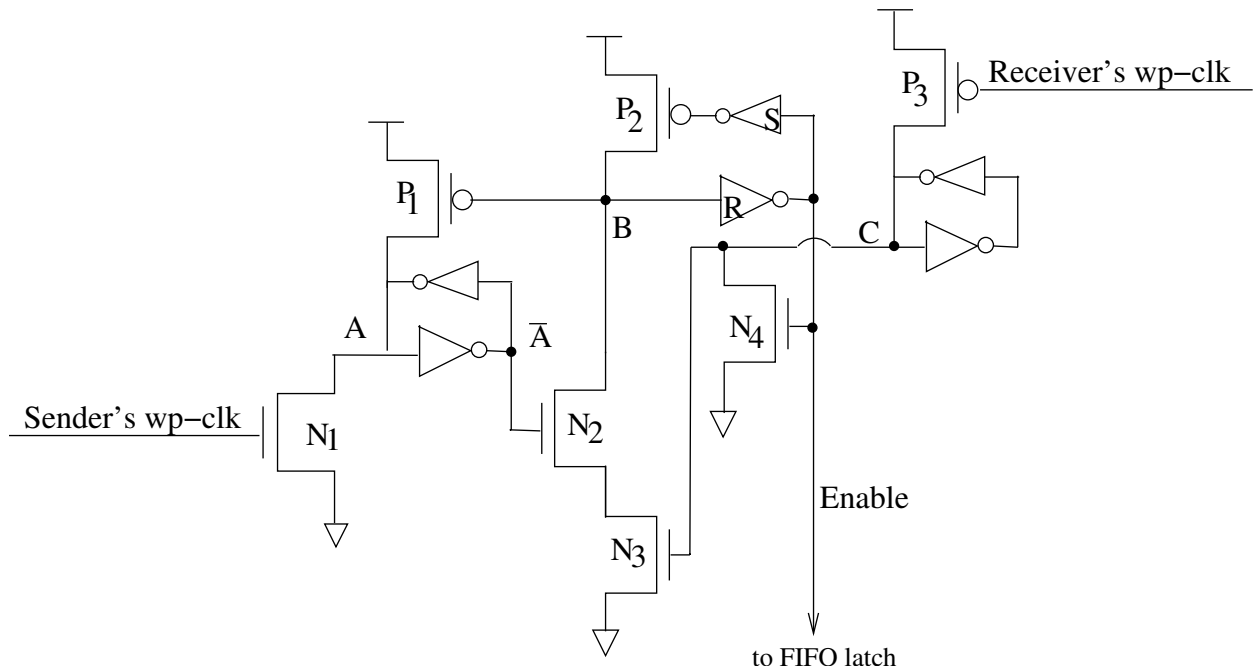 P3
Receiver's wp-clk
P2
S
P1
R
B
C
A
A̅
N4
Sender's wp-clk
N1
N2
Enable
N3
to FIFO latch